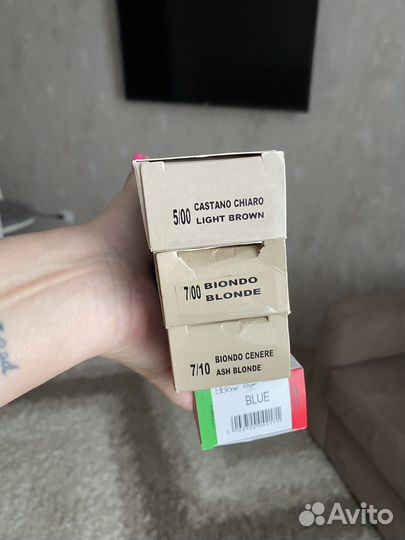 5/00 CASTANO CHIARO
LIGHT BROWN
7/00 BIONDO
BLONDE
7/10 BIONDO CENERE
ASH BLONDE
BLUE
Avito